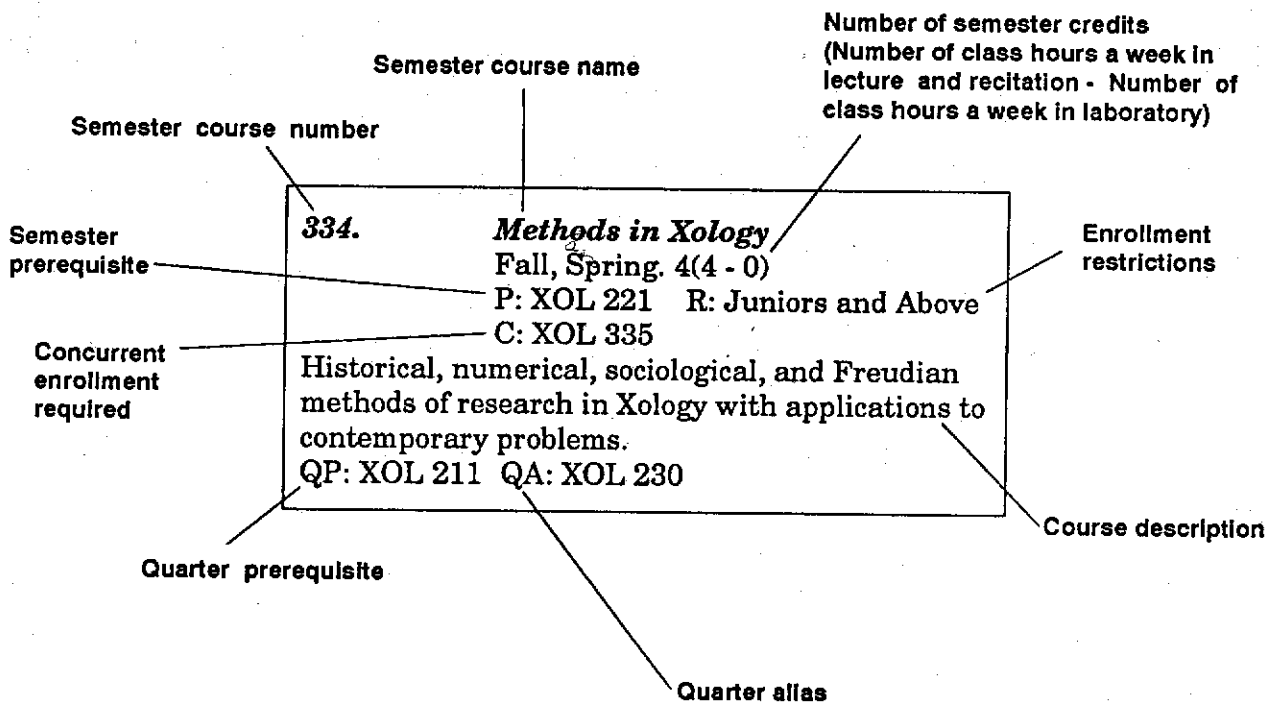 Number of semester credits
(Number of class hours a week in
lecture and recitation - Number of
class hours a week in laboratory)
Semester course name
Semester course number
334.
Methods in Xology
Fall, Spring. 4(4 - 0)
P: XOL 221 R: Juniors and Above
C: XOL 335
Historical, numerical, sociological, and Freudian
methods of research in Xology with applications to
contemporary problems.
QP: XOL 211 QA: XOL 230
Semester
prerequisite
Enrollment
restrictions
Concurrent
enrollment
required
Course description
Quarter prerequisite
Quarter alias